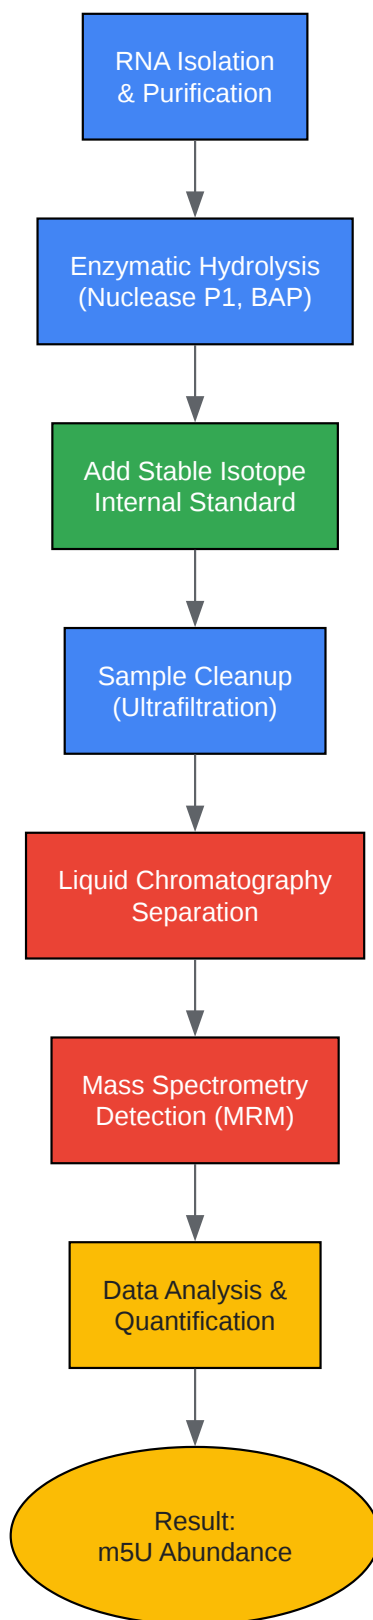 RNA Isolation
& Purification
Enzymatic Hydrolysis
(Nuclease P1, BAP)
Add Stable Isotope
Internal Standard
Sample Cleanup
(Ultrafiltration)
Liquid Chromatography
Separation
Mass Spectrometry
Detection (MRM)
Data Analysis &
Quantification
Result:
m5U Abundance